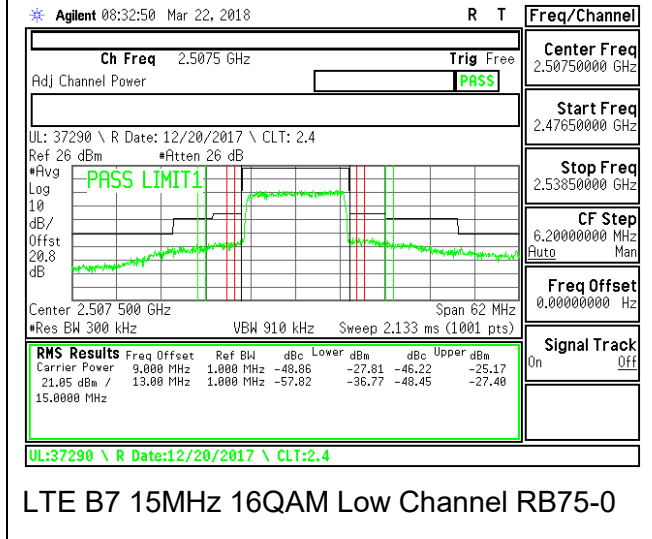 Agilent 08:32:50 Mar 22, 2018 R T
Freq/Channel
Ch Freq 2.5075 GHz Trig Free
Adj Channel Power PASS
UL: 37290 \ R Date: 12/20/2017 \ CLT: 2.4
Ref 26 dBm #Atten 26 dB
#Avg
Log
10
dB/
Offst
20.8
dB
PASS LIMIT1
Center 2.507 500 GHz Span 62 MHz
#Res BW 300 kHz VBW 910 kHz Sweep 2.133 ms (1001 pts)
RMS Results Freq Offset Ref BW dBc Lower dBm dBc Upper dBm
Carrier Power 9.000 MHz 1.000 MHz -48.86 -27.81 -46.22 -25.17
21.05 dBm / 13.00 MHz 1.000 MHz -57.82 -36.77 -48.45 -27.40
15.0000 MHz
UL:37290 \ R Date:12/20/2017 \ CLT:2.4
Center Freq
2.50750000 GHz
Start Freq
2.47650000 GHz
Stop Freq
2.53850000 GHz
CF Step
6.20000000 MHz
Auto Man
Freq Offset
0.00000000 Hz
Signal Track
On Off
LTE B7 15MHz 16QAM Low Channel RB75-0